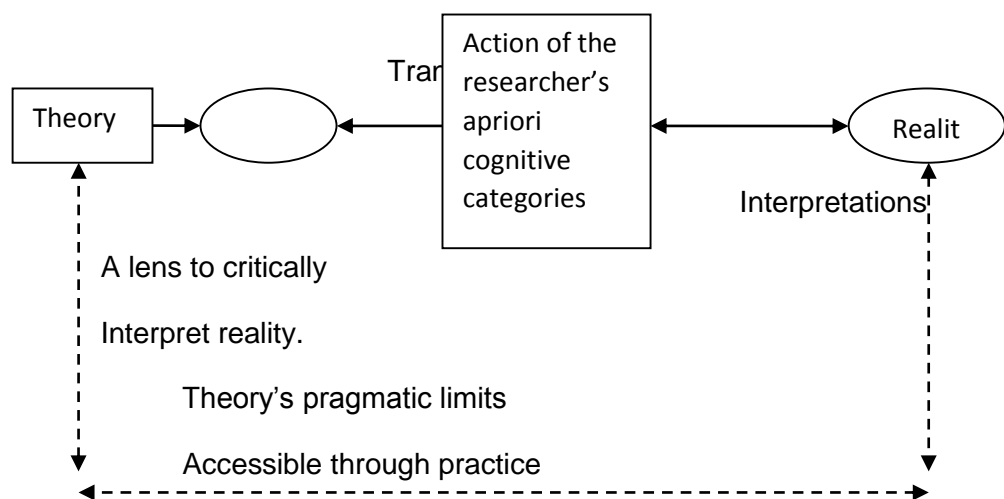 Tran
Action of the
researcher's
apriori
cognitive
categories
Theory
Realit
Interpretations
A lens to critically
Interpret reality.
Theory's pragmatic limits
Accessible through practice